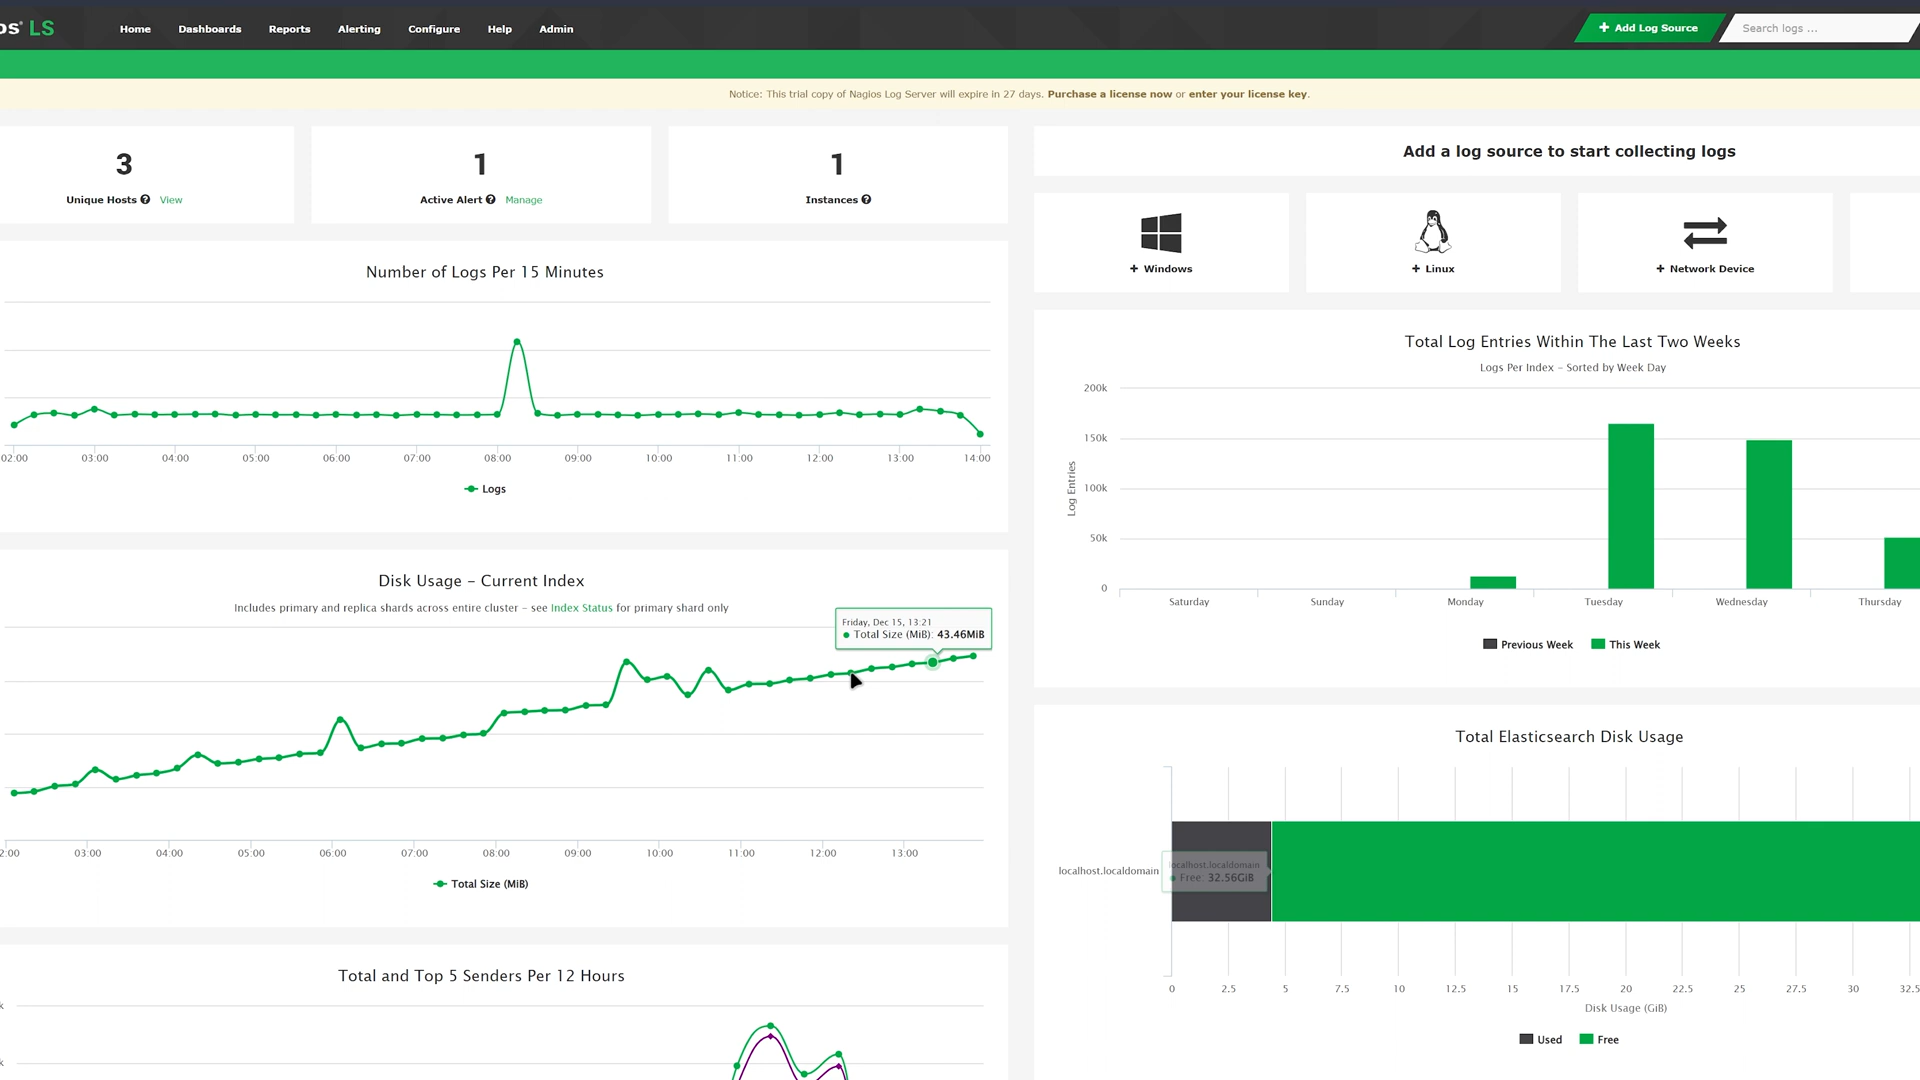 os® LS
Home Dashboards Reports Alerting Configure Help Admin
+ Add Log Source
Search logs ...
Notice: This trial copy of Nagios Log Server will expire in 27 days. Purchase a license now or enter your license key.
3
Unique Hosts View
1
Active Alert Manage
1
Instances
Add a log source to start collecting logs
+ Windows
+ Linux
+ Network Device
Number of Logs Per 15 Minutes
02:00 03:00 04:00 05:00 06:00 07:00 08:00 09:00 10:00 11:00 12:00 13:00 14:00
Logs
Total Log Entries Within The Last Two Weeks
Logs Per Index – Sorted by Week Day
Log Entries
200k
150k
100k
50k
0
Saturday Sunday Monday Tuesday Wednesday Thursday
Previous Week This Week
Disk Usage – Current Index
Includes primary and replica shards across entire cluster – see Index Status for primary shard only
Friday, Dec 15, 13:21
Total Size (MiB): 43.46MiB
2:00 03:00 04:00 05:00 06:00 07:00 08:00 09:00 10:00 11:00 12:00 13:00
Total Size (MiB)
Total Elasticsearch Disk Usage
localhost.localdomain
localhost.localdomain
Free: 32.56GiB
0 2.5 5 7.5 10 12.5 15 17.5 20 22.5 25 27.5 30 32.5
Disk Usage (GiB)
Used Free
Total and Top 5 Senders Per 12 Hours
k
k